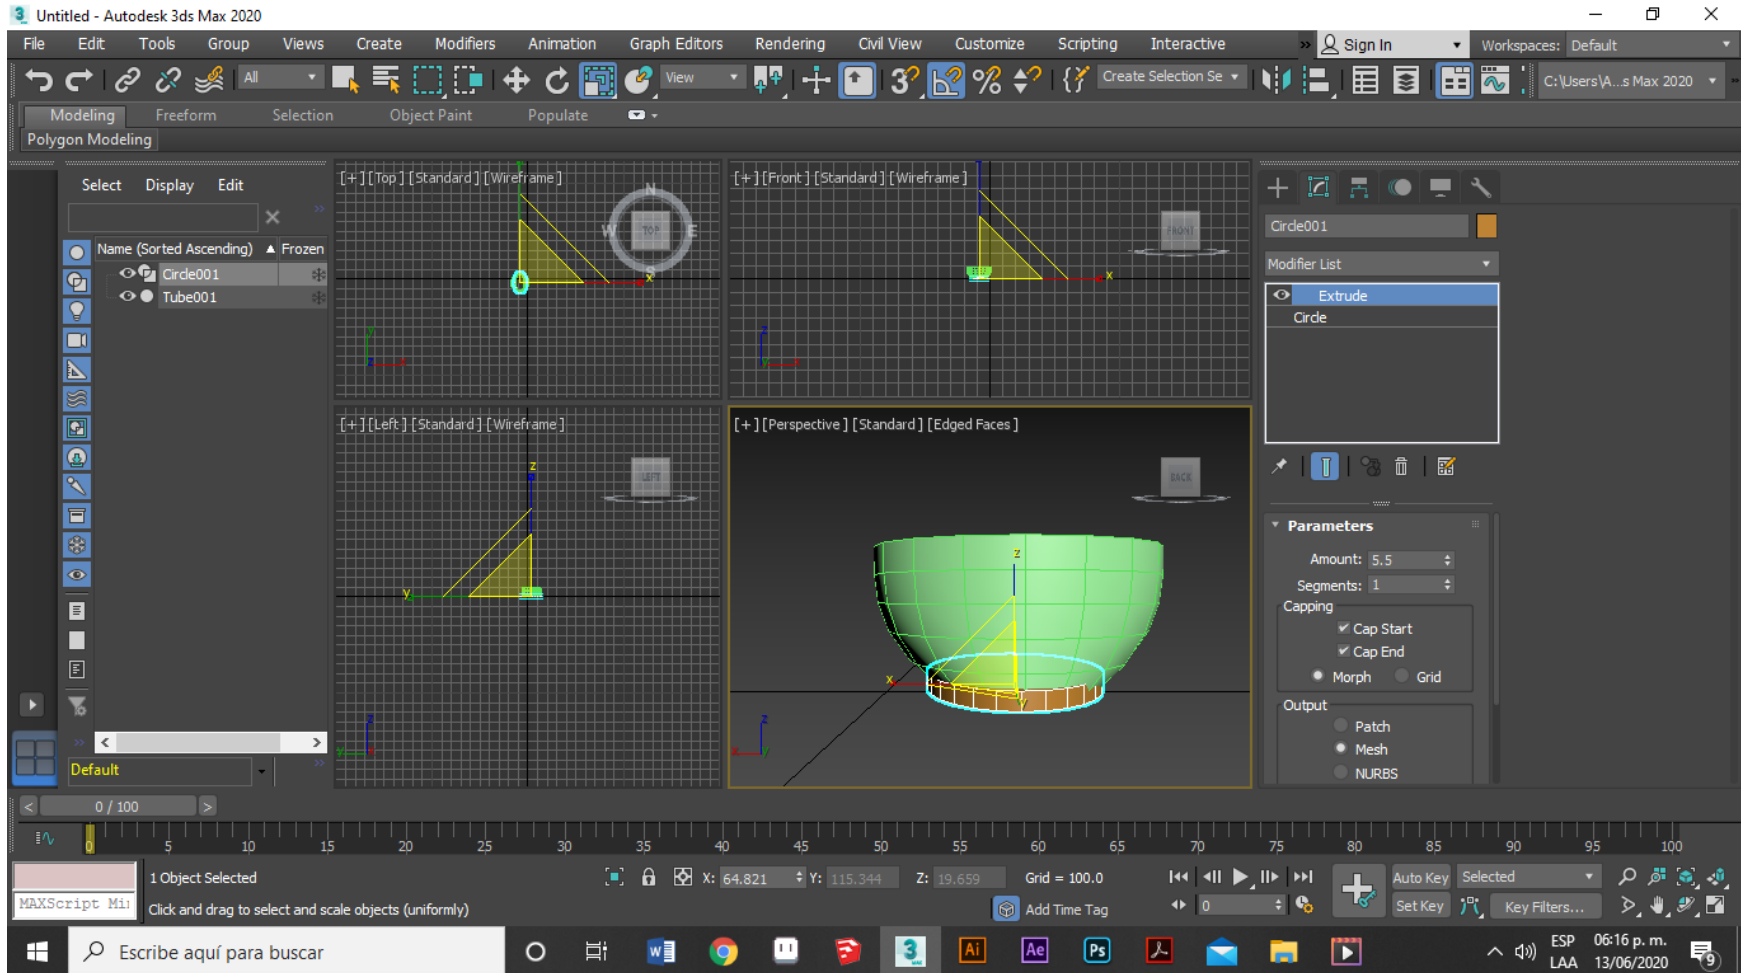 Untitled - Autodesk 3ds Max 2020
File Edit Tools Group Views Create Modifiers Animation Graph Editors Rendering Civil View Customize Scripting Interactive » Sign In Workspaces: Default
All View Create Selection Se C:\Users\A...s Max 2020
Modeling Freeform Selection Object Paint Populate
Polygon Modeling
Select Display Edit
Name (Sorted Ascending) Frozen
Circle001
Tube001
Default
[+][Top][Standard][Wireframe]
N
W TOP E
S
[+][Front][Standard][Wireframe]
FRONT
[+][Left][Standard][Wireframe]
LEFT
[+][Perspective][Standard][Edged Faces]
BACK
Circle001
Modifier List
Extrude
Circle
Parameters
Amount: 5.5
Segments: 1
Capping
Cap Start
Cap End
Morph Grid
Output
Patch
Mesh
NURBS
< 0 / 100 >
0 5 10 15 20 25 30 35 40 45 50 55 60 65 70 75 80 85 90 95 100
1 Object Selected X: 64.821 Y: 115.344 Z: 19.659 Grid = 100.0 Auto Key Selected
MAXScript Mi Click and drag to select and scale objects (uniformly) Add Time Tag 0 Set Key Key Filters...
Escribe aquí para buscar
ESP 06:16 p. m.
LAA 13/06/2020 9